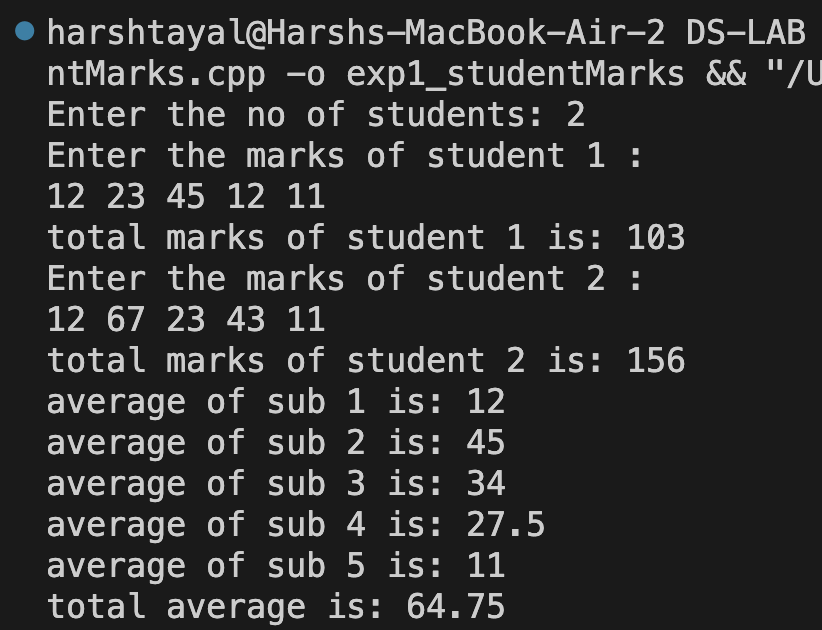 harshtayal@Harshs-MacBook-Air-2 DS-LAB
ntMarks.cpp -o exp1_studentMarks && "/U
Enter the no of students: 2
Enter the marks of student 1 :
12 23 45 12 11
total marks of student 1 is: 103
Enter the marks of student 2 :
12 67 23 43 11
total marks of student 2 is: 156
average of sub 1 is: 12
average of sub 2 is: 45
average of sub 3 is: 34
average of sub 4 is: 27.5
average of sub 5 is: 11
total average is: 64.75